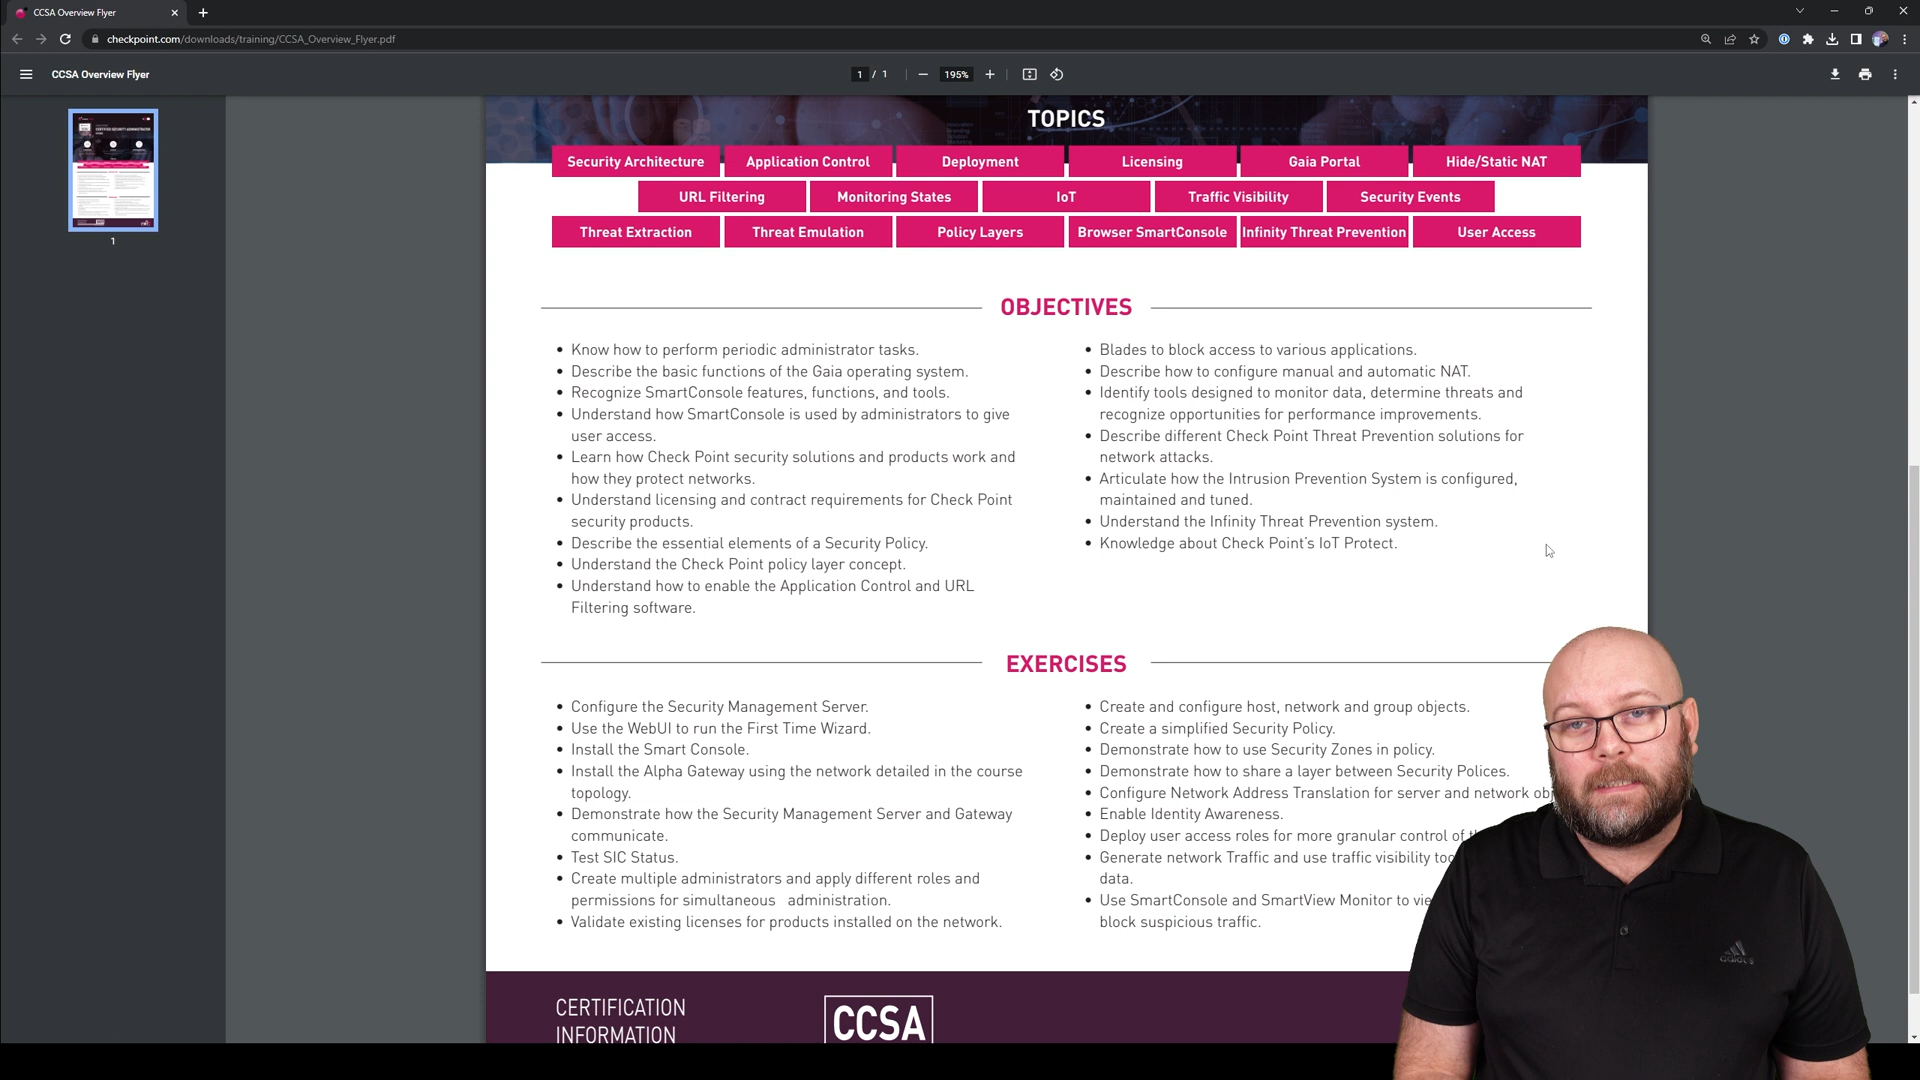 CCSA Overview Flyer
checkpoint.com/downloads/training/CCSA_Overview_Flyer.pdf
CCSA Overview Flyer
1 / 1
195%
1
TOPICS
Security Architecture
Application Control
Deployment
Licensing
Gaia Portal
Hide/Static NAT
URL Filtering
Monitoring States
IoT
Traffic Visibility
Security Events
Threat Extraction
Threat Emulation
Policy Layers
Browser SmartConsole
Infinity Threat Prevention
User Access
OBJECTIVES
• Know how to perform periodic administrator tasks.
• Describe the basic functions of the Gaia operating system.
• Recognize SmartConsole features, functions, and tools.
• Understand how SmartConsole is used by administrators to give
user access.
• Learn how Check Point security solutions and products work and
how they protect networks.
• Understand licensing and contract requirements for Check Point
security products.
• Describe the essential elements of a Security Policy.
• Understand the Check Point policy layer concept.
• Understand how to enable the Application Control and URL
Filtering software.
• Blades to block access to various applications.
• Describe how to configure manual and automatic NAT.
• Identify tools designed to monitor data, determine threats and
recognize opportunities for performance improvements.
• Describe different Check Point Threat Prevention solutions for
network attacks.
• Articulate how the Intrusion Prevention System is configured,
maintained and tuned.
• Understand the Infinity Threat Prevention system.
• Knowledge about Check Point’s IoT Protect.
EXERCISES
• Configure the Security Management Server.
• Use the WebUI to run the First Time Wizard.
• Install the Smart Console.
• Install the Alpha Gateway using the network detailed in the course
topology.
• Demonstrate how the Security Management Server and Gateway
communicate.
• Test SIC Status.
• Create multiple administrators and apply different roles and
permissions for simultaneous administration.
• Validate existing licenses for products installed on the network.
• Create and configure host, network and group objects.
• Create a simplified Security Policy.
• Demonstrate how to use Security Zones in policy.
• Demonstrate how to share a layer between Security Polices.
• Configure Network Address Translation for server and network
• Enable Identity Awareness.
• Deploy user access roles for more granular control of
• Generate network Traffic and use traffic visibility
data.
• Use SmartConsole and SmartView Monitor to
block suspicious traffic.
CERTIFICATION
INFORMATION
CCSA
adidas